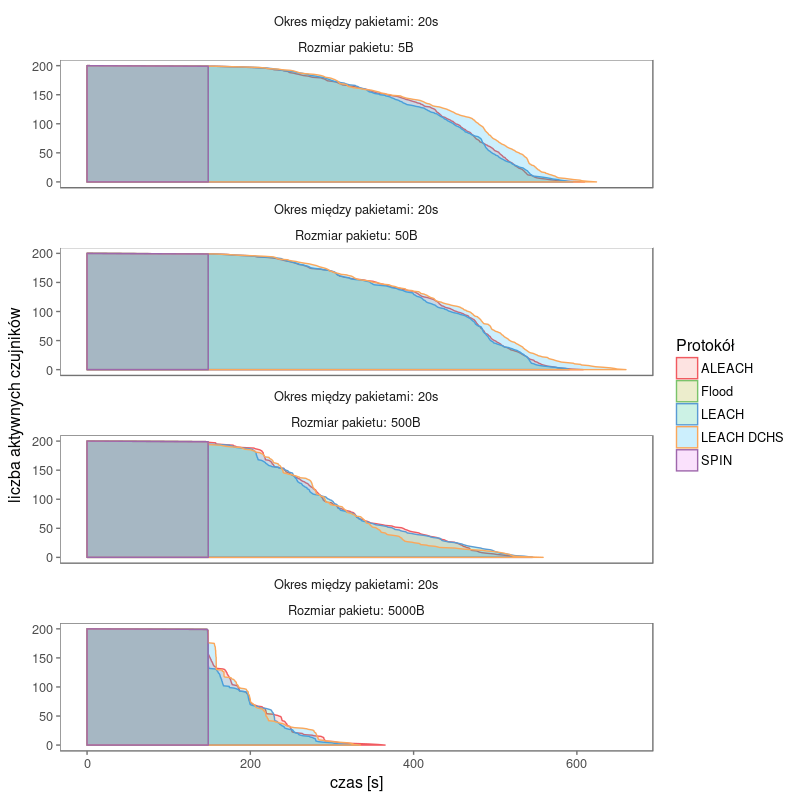 Okres między pakietami: 20s
Rozmiar pakietu: 5B
200
150
100
50
0
Okres między pakietami: 20s
Rozmiar pakietu: 50B
200
150
100
50
0
Okres między pakietami: 20s
Rozmiar pakietu: 500B
200
150
100
50
0
Okres między pakietami: 20s
Rozmiar pakietu: 5000B
200
150
100
50
0
0 200 400 600
czas [s]
liczba aktywnych czujników
Protokół
ALEACH
Flood
LEACH
LEACH DCHS
SPIN